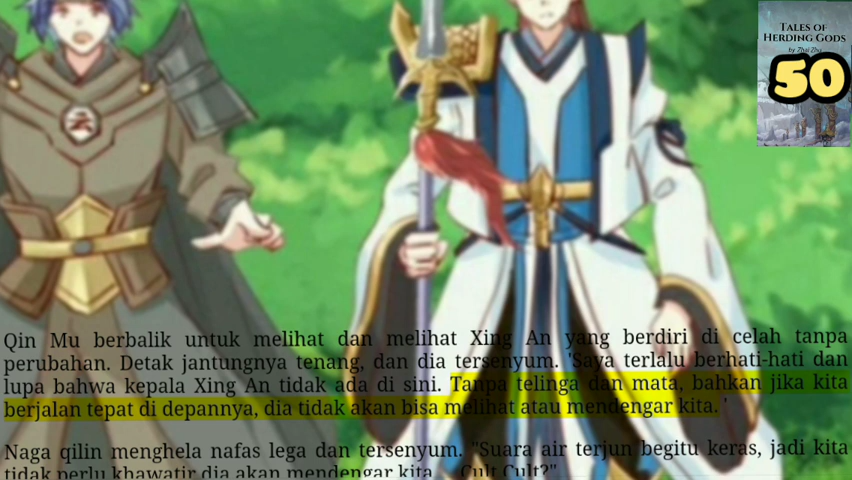 TALES OF
HERDING GODS
by Zhai Zhu
50
Qin Mu berbalik untuk melihat dan melihat Xing An yang berdiri di celah tanpa
perubahan. Detak jantungnya tenang, dan dia tersenyum. 'Saya terlalu berhati-hati dan
lupa bahwa kepala Xing An tidak ada di sini. Tanpa telinga dan mata, bahkan jika kita
berjalan tepat di depannya, dia tidak akan bisa melihat atau mendengar kita. '
Naga qilin menghela nafas lega dan tersenyum. "Suara air terjun begitu keras, jadi kita
tidak perlu khawatir dia akan mendengar kita. Cult Cult?"